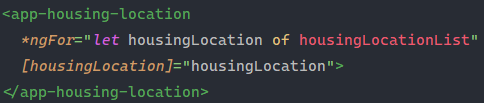 <app-housing-location
*ngFor="let housingLocation of housingLocationList"
[housingLocation]="housingLocation">
</app-housing-location>